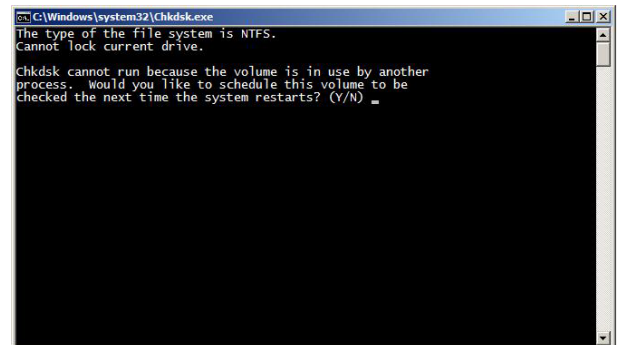 C:\Windows\system32\Chkdsk.exe
The type of the file system is NTFS.
Cannot lock current drive.
Chkdsk cannot run because the volume is in use by another
process.  Would you like to schedule this volume to be
checked the next time the system restarts? (Y/N) _